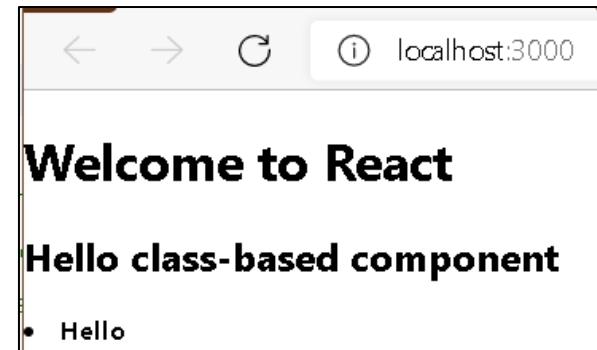 localhost:3000
Welcome to React
Hello class-based component
• Hello